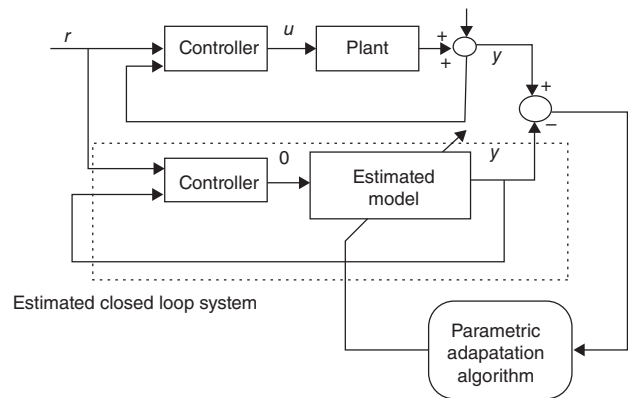 r
Controller
u
Plant
+
+
y
+
−
Controller
0
Estimated
model
y
Estimated closed loop system
Parametric
adapatation
algorithm